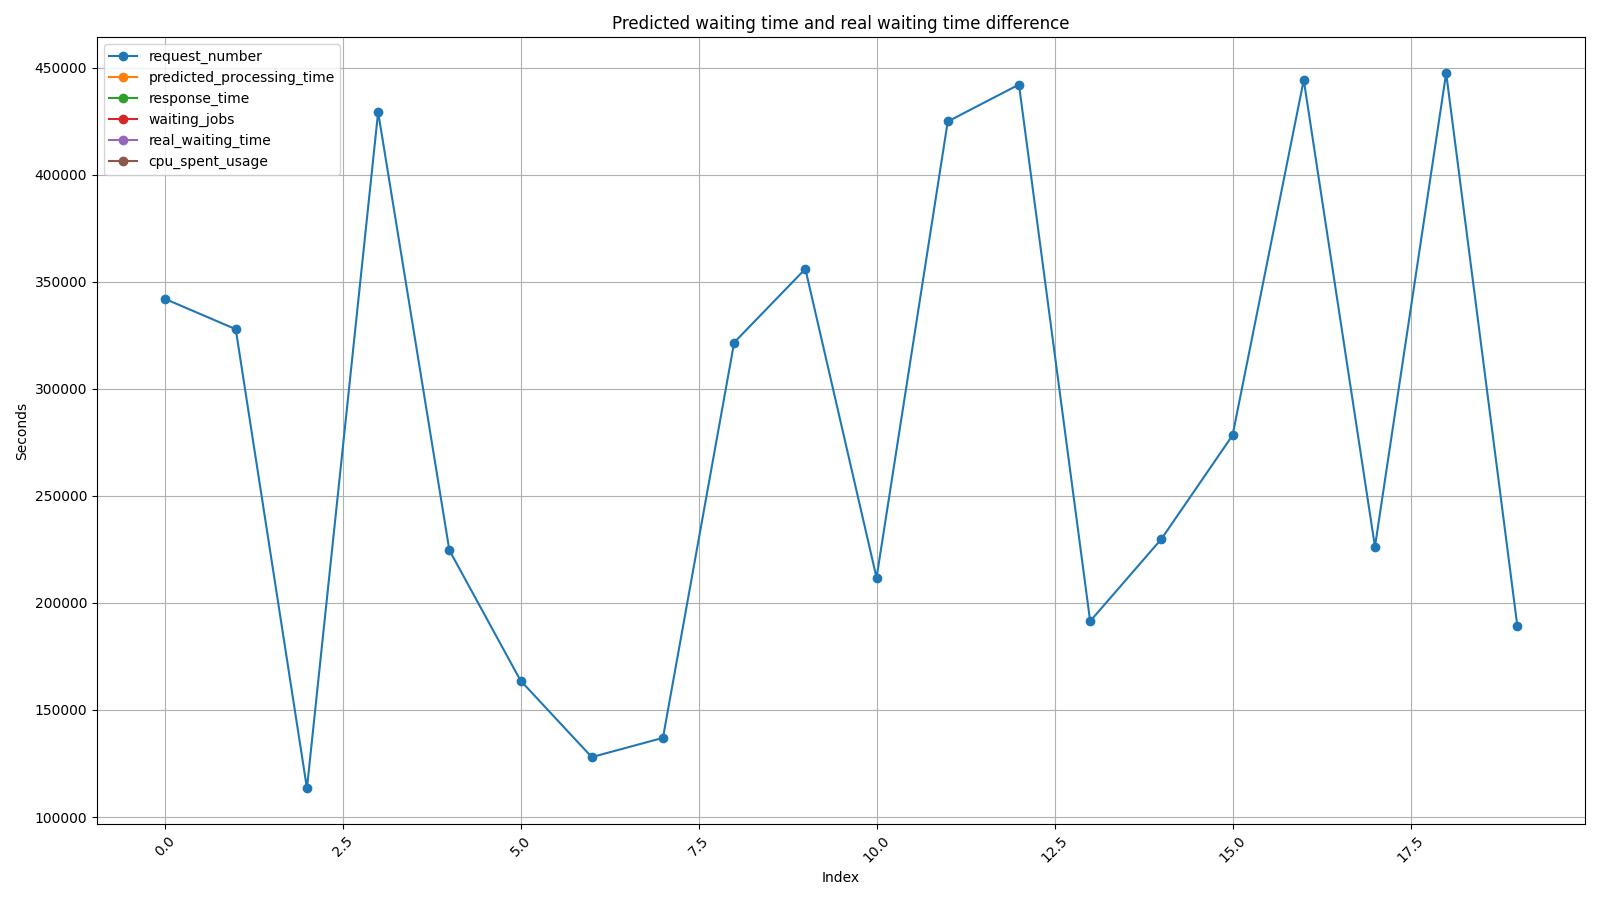 Predicted waiting time and real waiting time difference
request_number
predicted_processing_time
response_time
waiting_jobs
real_waiting_time
cpu_spent_usage
450000
400000
350000
300000
250000
200000
150000
100000
Seconds
0.0 2.5 5.0 7.5 10.0 12.5 15.0 17.5
Index